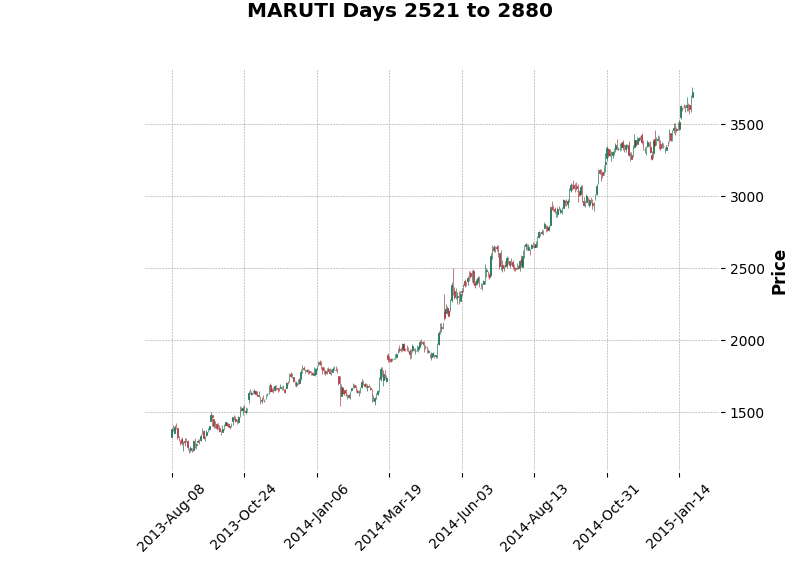 MARUTI Days 2521 to 2880
3500
3000
2500
2000
1500
Price
2013-Aug-08
2013-Oct-24
2014-Jan-06
2014-Mar-19
2014-Jun-03
2014-Aug-13
2014-Oct-31
2015-Jan-14